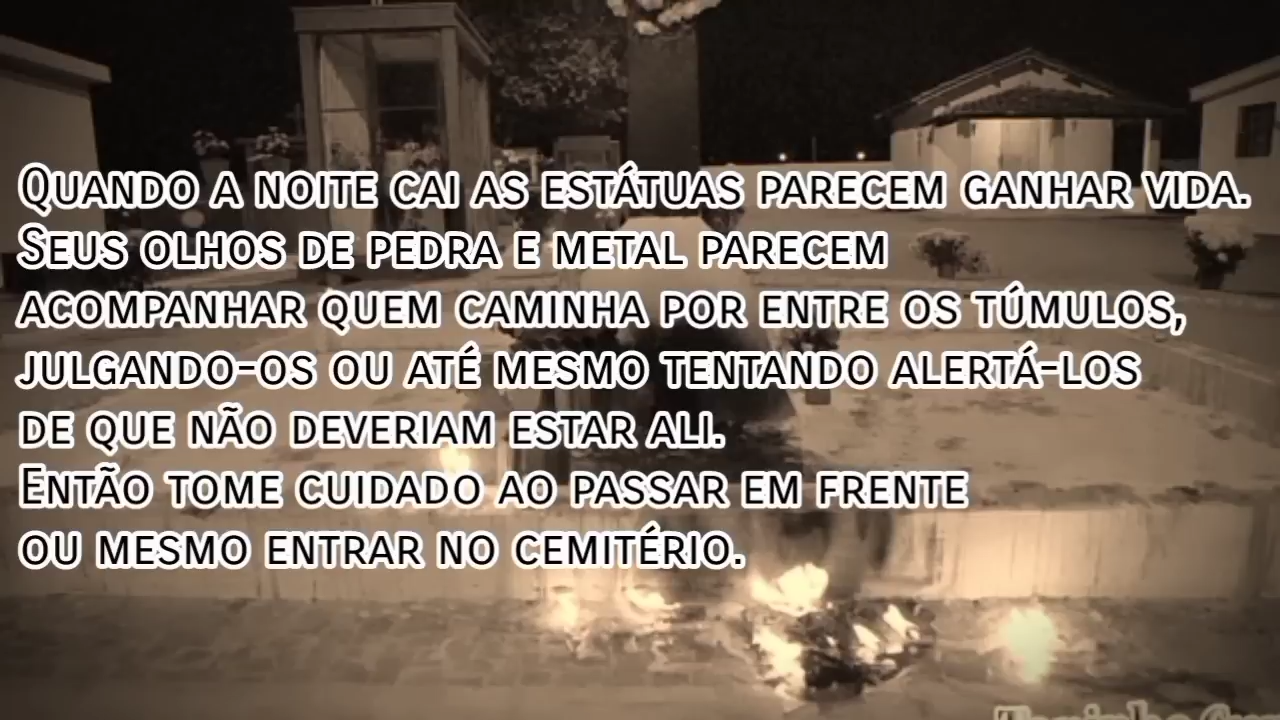 Quando a noite cai as estátuas parecem ganhar vida.
Seus olhos de pedra e metal parecem
acompanhar quem caminha por entre os túmulos,
julgando-os ou até mesmo tentando alertá-los
de que não deveriam estar ali.
Então tome cuidado ao passar em frente
ou mesmo entrar no cemitério.